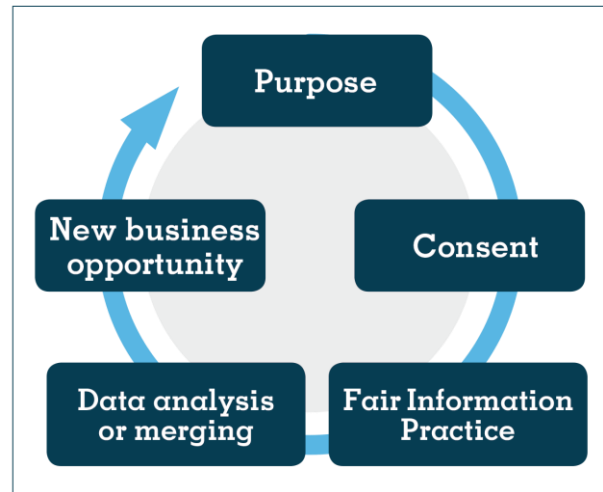 Purpose
Consent
Fair Information
Practice
Data analysis
or merging
New business
opportunity